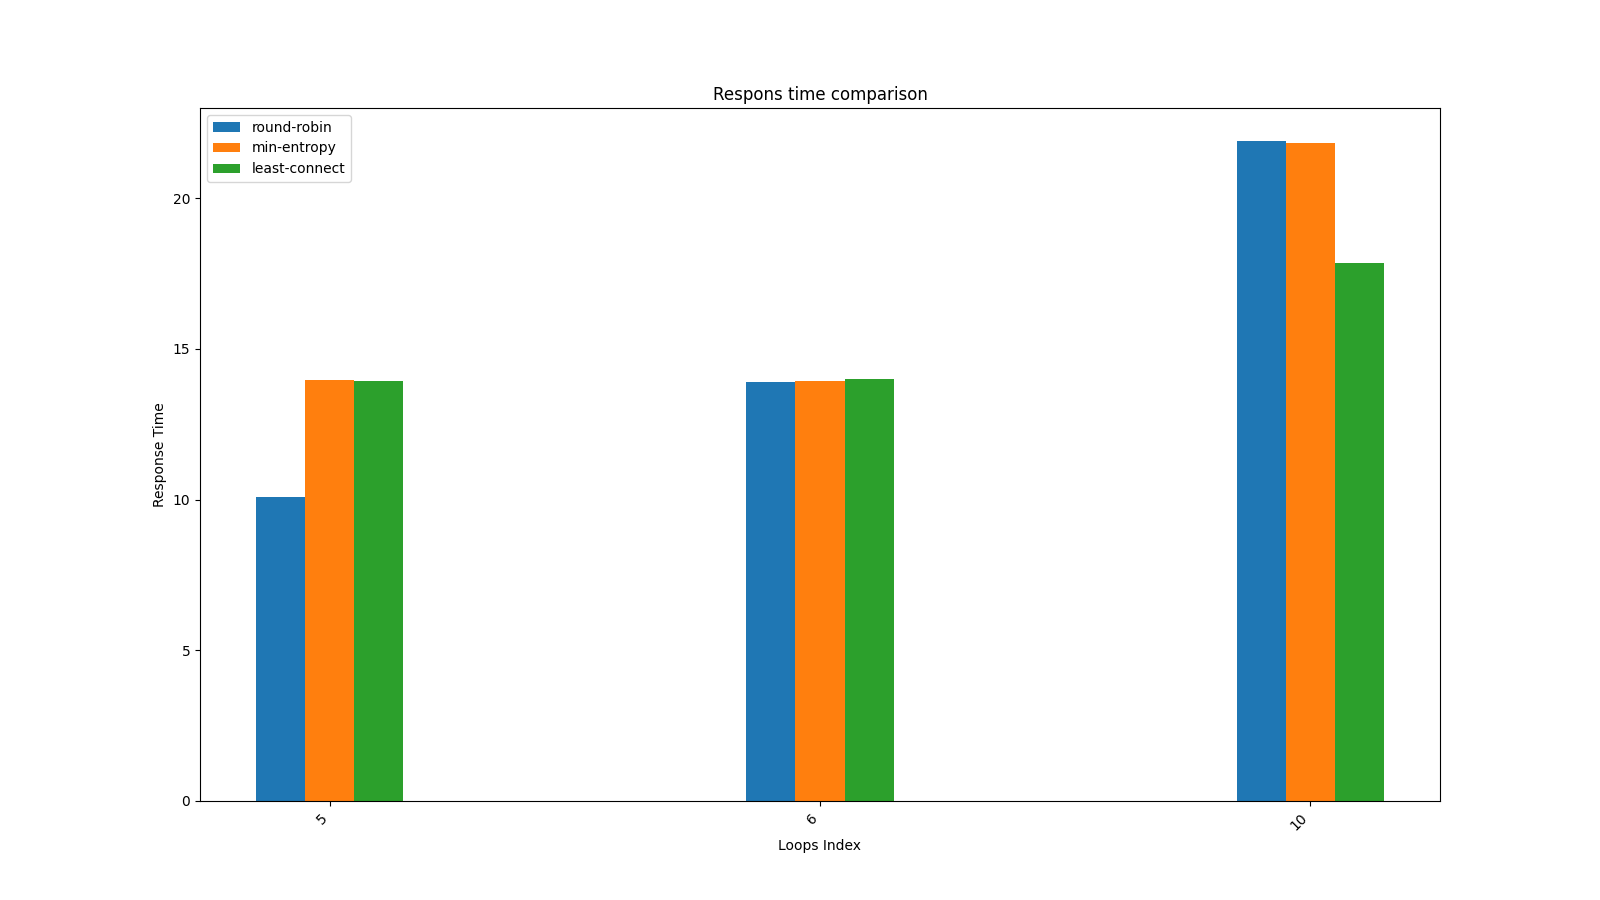 Respons time comparison
round-robin
min-entropy
least-connect
20
15
10
5
0
Response Time
5
6
10
Loops Index